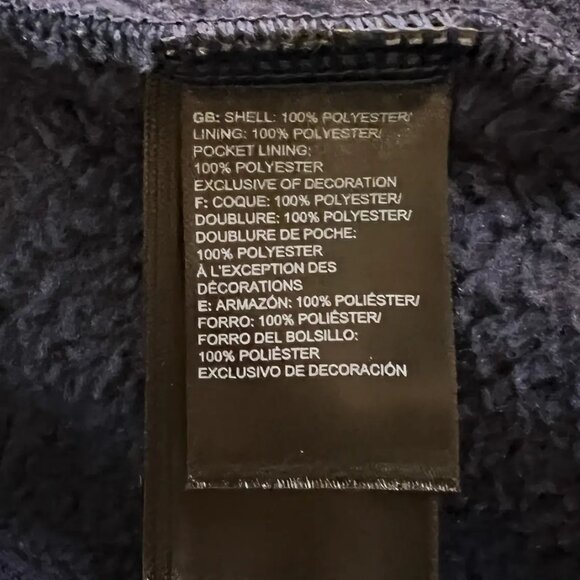 GB: SHELL: 100% POLYESTER/
LINING: 100% POLYESTER/
POCKET LINING:
100% POLYESTER
EXCLUSIVE OF DECORATION
F: COQUE: 100% POLYESTER/
DOUBLURE: 100% POLYESTER/
DOUBLURE DE POCHE:
100% POLYESTER
À L'EXCEPTION DES
DÉCORATIONS
E: ARMAZÓN: 100% POLIÉSTER/
FORRO: 100% POLIÉSTER/
FORRO DEL BOLSILLO:
100% POLIÉSTER
EXCLUSIVO DE DECORACIÓN